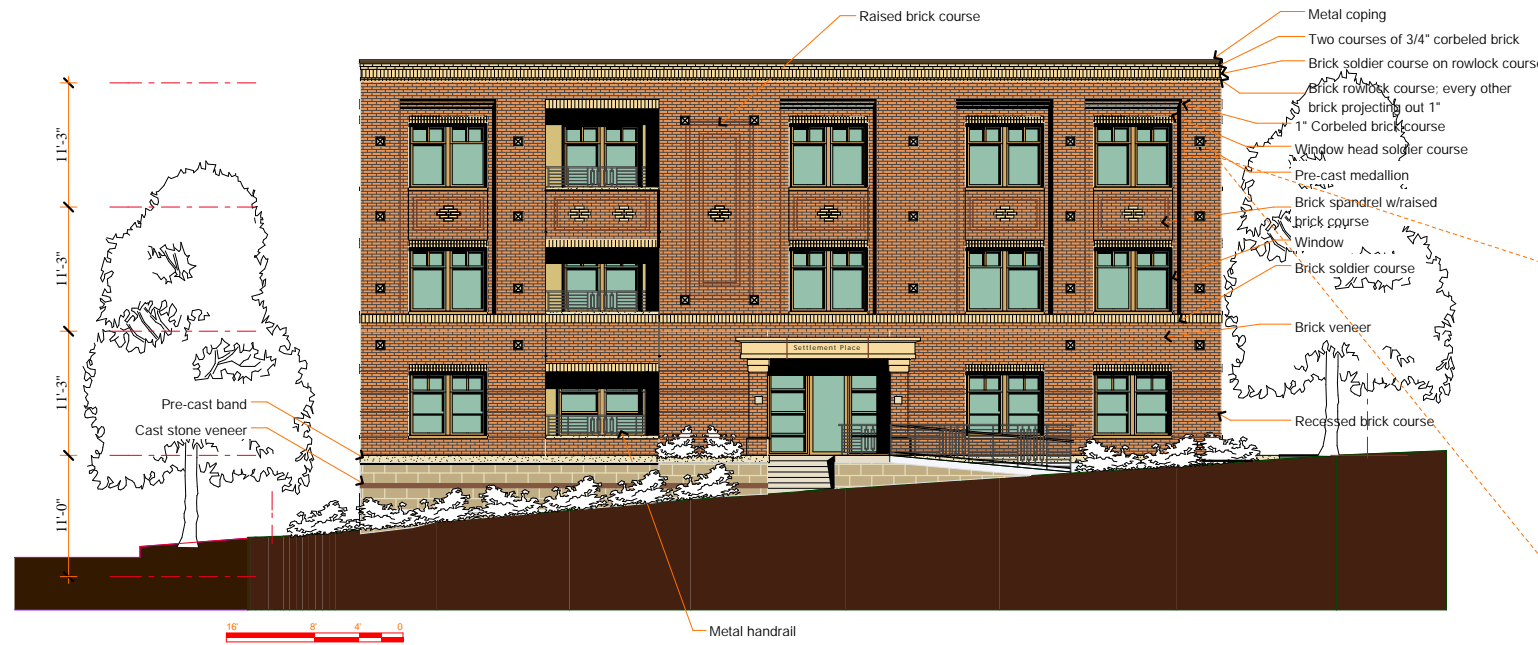 Raised brick course
Metal coping
Two courses of 3/4" corbeled brick
Brick soldier course on rowlock course
Brick rowlock course; every other
brick projecting out 1"
1" Corbeled brick course
Window head soldier course
Pre-cast medallion
Brick spandrel w/raised
brick course
Window
Brick soldier course
Brick veneer
Recessed brick course
11'-3"
11'-3"
11'-3"
11'-0"
Settlement Place
Pre-cast band
Cast stone veneer
Metal handrail
16' 8' 4' 0